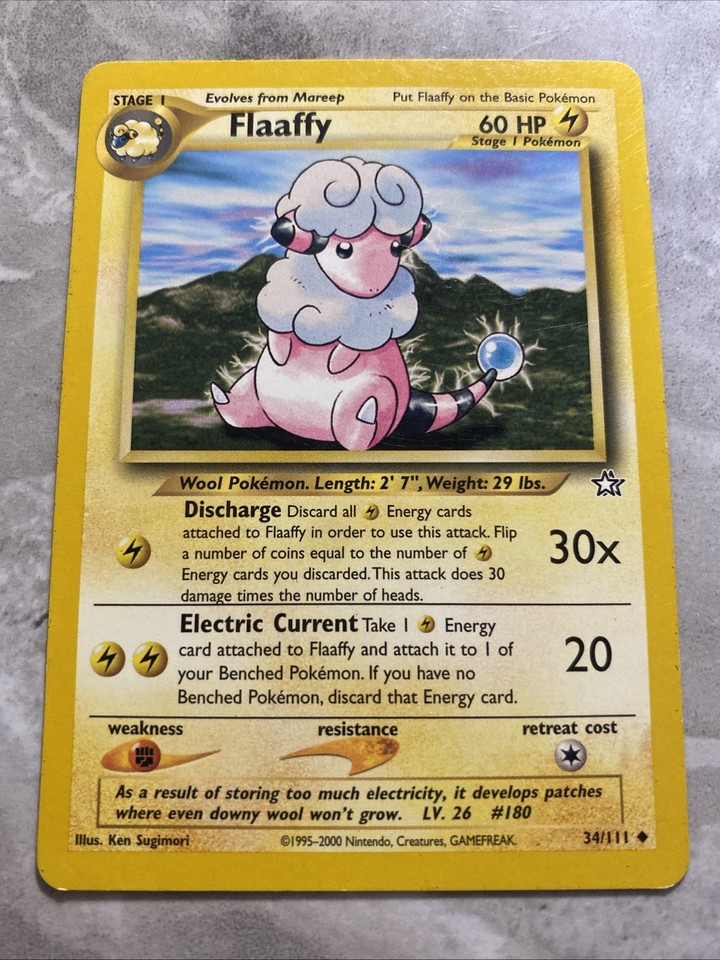 STAGE 1 Evolves from Mareep Put Flaaffy on the Basic Pokémon
Flaaffy 60 HP
Stage 1 Pokémon
Wool Pokémon. Length: 2' 7", Weight: 29 lbs.
Discharge Discard all Energy cards
attached to Flaaffy in order to use this attack. Flip
a number of coins equal to the number of
Energy cards you discarded. This attack does 30
damage times the number of heads.
30x
Electric Current Take 1 Energy
card attached to Flaaffy and attach it to 1 of
your Benched Pokémon. If you have no
Benched Pokémon, discard that Energy card.
20
weakness resistance retreat cost
As a result of storing too much electricity, it develops patches
where even downy wool won't grow. LV. 26 #180
Illus. Ken Sugimori ©1995–2000 Nintendo, Creatures, GAMEFREAK. 34/111